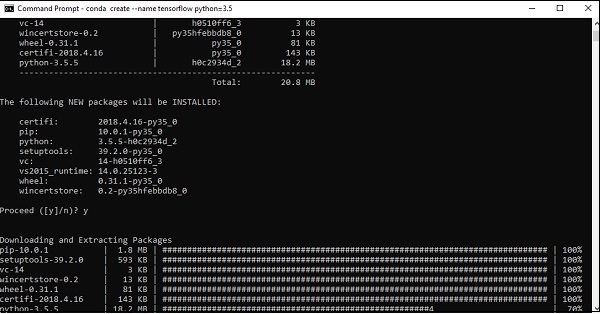 Command Prompt - conda create --name tensorflow python=3.5
vc-14 | h0510ff6_3 3 KB
wincertstore-0.2 | py35hfebbdb8_0 13 KB
wheel-0.31.1 | py35_0 81 KB
certifi-2018.4.16 | py35_0 143 KB
python-3.5.5 | h0c2934d_2 18.2 MB
------------------------------------------------------------
Total: 20.8 MB
The following NEW packages will be INSTALLED:
certifi: 2018.4.16-py35_0
pip: 10.0.1-py35_0
python: 3.5.5-h0c2934d_2
setuptools: 39.2.0-py35_0
vc: 14-h0510ff6_3
vs2015_runtime: 14.0.25123-3
wheel: 0.31.1-py35_0
wincertstore: 0.2-py35hfebbdb8_0
Proceed ([y]/n)? y
Downloading and Extracting Packages
pip-10.0.1 | 1.8 MB | ############################################################################ | 100%
setuptools-39.2.0 | 593 KB | ############################################################################ | 100%
vc-14 | 3 KB | ############################################################################ | 100%
wincertstore-0.2 | 13 KB | ############################################################################ | 100%
wheel-0.31.1 | 81 KB | ############################################################################ | 100%
certifi-2018.4.16 | 143 KB | ############################################################################ | 100%
python-3.5.5 | 18.2 MB | #####################################################4 | 70%